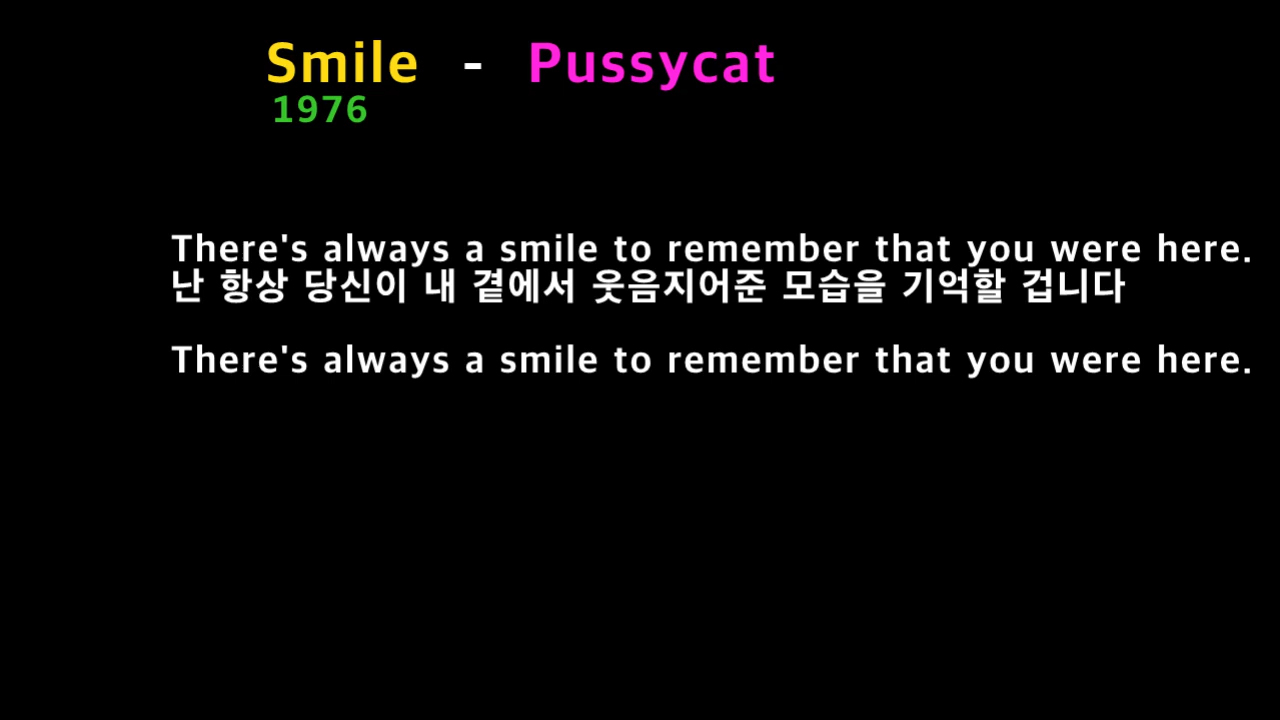 Smile - Pussycat
1976
There's always a smile to remember that you were here.
난 항상 당신이 내 곁에서 웃음지어준 모습을 기억할 겁니다
There's always a smile to remember that you were here.